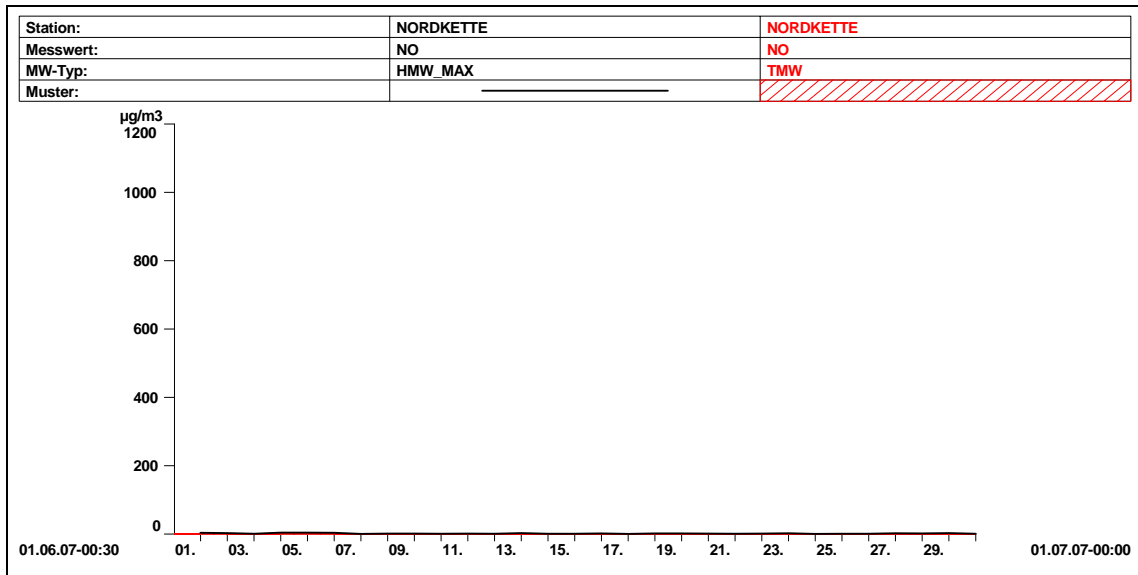 Station: NORDKETTE NORDKETTE
Messwert: NO NO
MW-Typ: HMW_MAX TMW
Muster:
µg/m3
1200
1000
800
600
400
200
0
01.06.07-00:30 01. 03. 05. 07. 09. 11. 13. 15. 17. 19. 21. 23. 25. 27. 29. 01.07.07-00:00